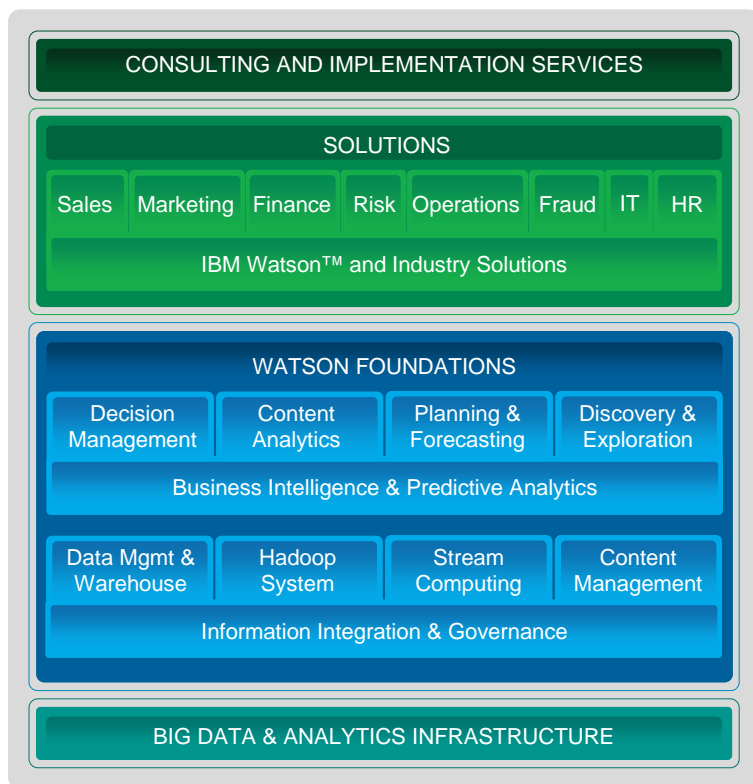 CONSULTING AND IMPLEMENTATION SERVICES
SOLUTIONS
Sales Marketing Finance Risk Operations Fraud IT HR
IBM Watson™ and Industry Solutions
WATSON FOUNDATIONS
Decision
Management
Content
Analytics
Planning &
Forecasting
Discovery &
Exploration
Business Intelligence & Predictive Analytics
Data Mgmt &
Warehouse
Hadoop
System
Stream
Computing
Content
Management
Information Integration & Governance
BIG DATA & ANALYTICS INFRASTRUCTURE